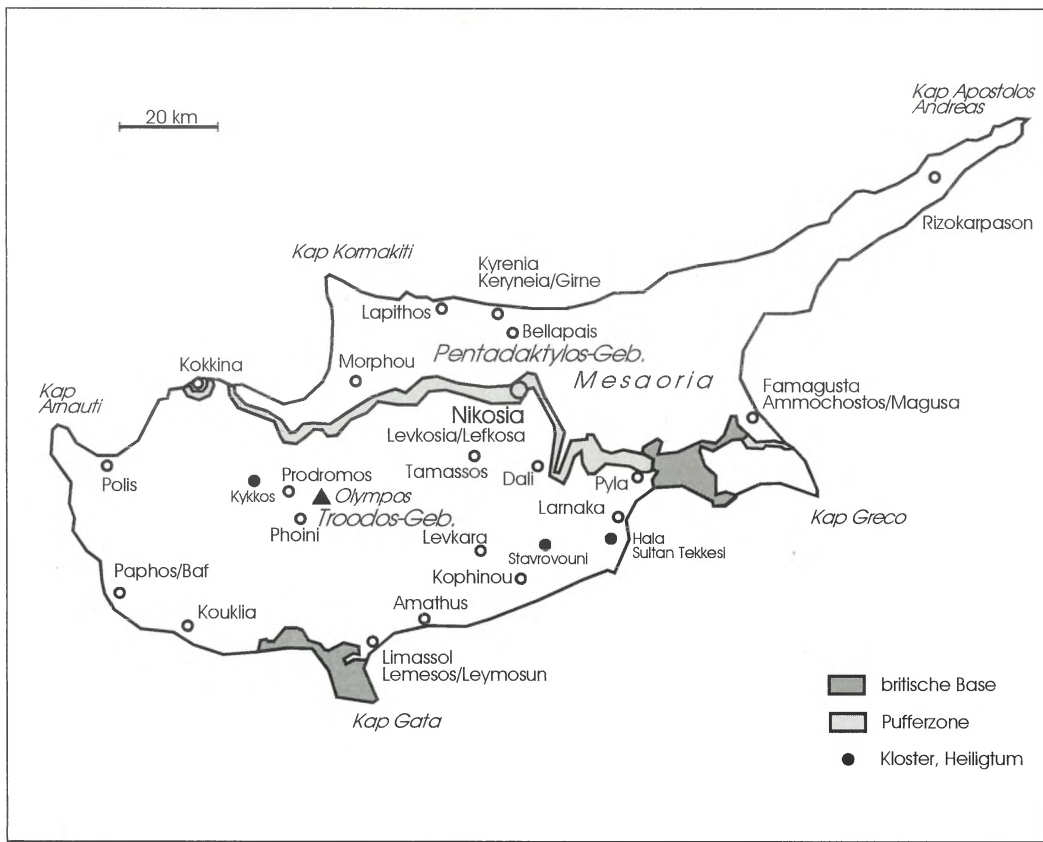 Kap Apostolos
Andreas
20 km
Rizokarpason
Kap Kormakiti
Kyrenia
Keryneia/Girne
Lapithos
Bellapais
Pentadaktylos-Geb.
Morphou
Mesaoria
Kokkina
Kap
Arnauti
Famagusta
Ammochostos/Magusa
Nikosia
Levkosia/Lefkosa
Tamassos
Dali
Pyla
Polis
Prodromos
Kykkos
Olympos
Troodos-Geb.
Phoini
Larnaka
Kap Greco
Levkara
Stavrovouni
Hala
Sultan Tekkesi
Kophinou
Paphos/Baf
Kouklia
Amathus
Limassol
Lemesos/Leymosun
Kap Gata
britische Base
Pufferzone
Kloster, Heiligtum